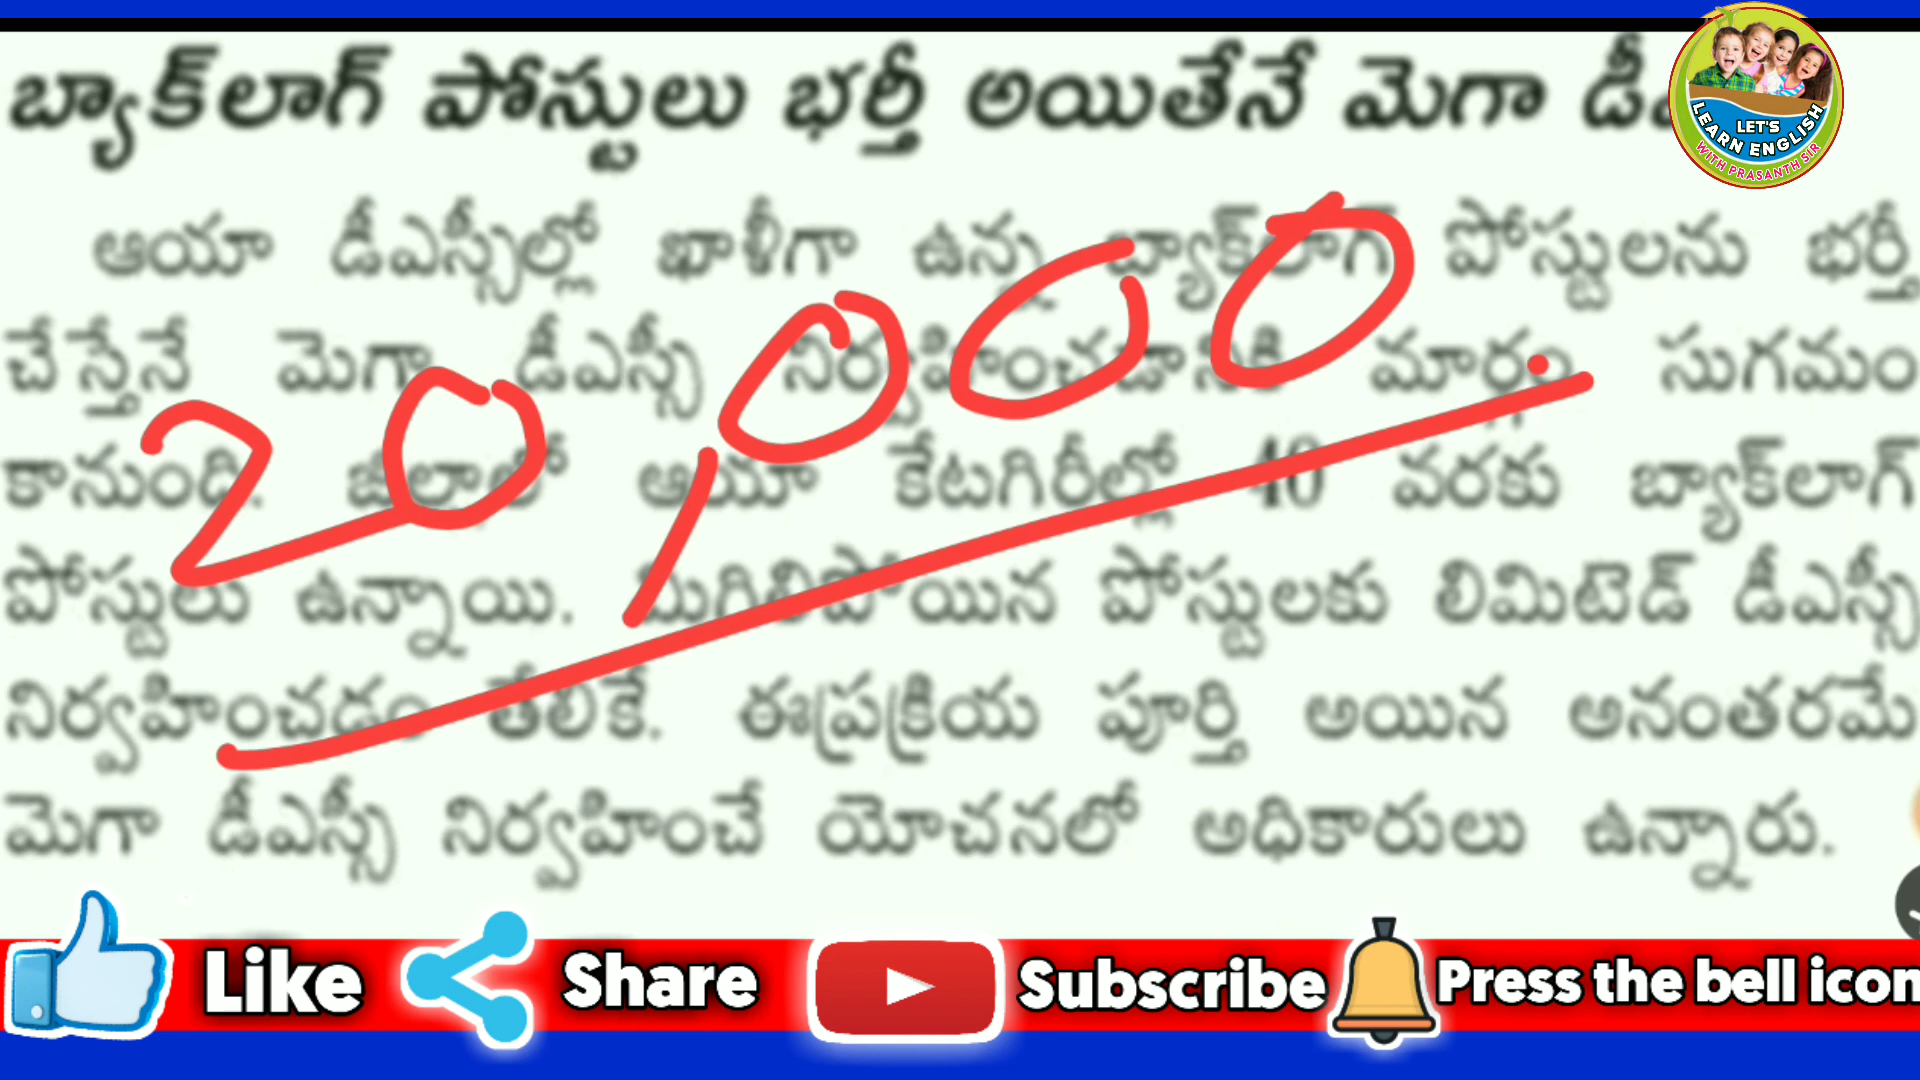 బ్యాక్‌లాగ్ పోస్టులు భర్తీ అయితేనే మెగా
ఆయా డీఎస్సీల్లో ఖాళీగా ఉన్న బ్యాక్‌లాగ్ పోస్టులను భర్తీ
చేస్తేనే మెగా డీఎస్సీ నిర్వహించడానికి మార్గం సుగమం
కానుంది. జిల్లాలో ఆయా కేటగిరీల్లో 40 వరకు బ్యాక్‌లాగ్
పోస్టులు ఉన్నాయి. మిగిలిపోయిన పోస్టులకు లిమిటెడ్ డీఎస్సీ
నిర్వహించడం తేలికే. ఈప్రక్రియ పూర్తి అయిన అనంతరమే
మెగా డీఎస్సీ నిర్వహించే యోచనలో అధికారులు ఉన్నారు.
20,000
LET'S
LEARN ENGLISH
WITH PRASANTH SIR
Like Share Subscribe Press the bell icon